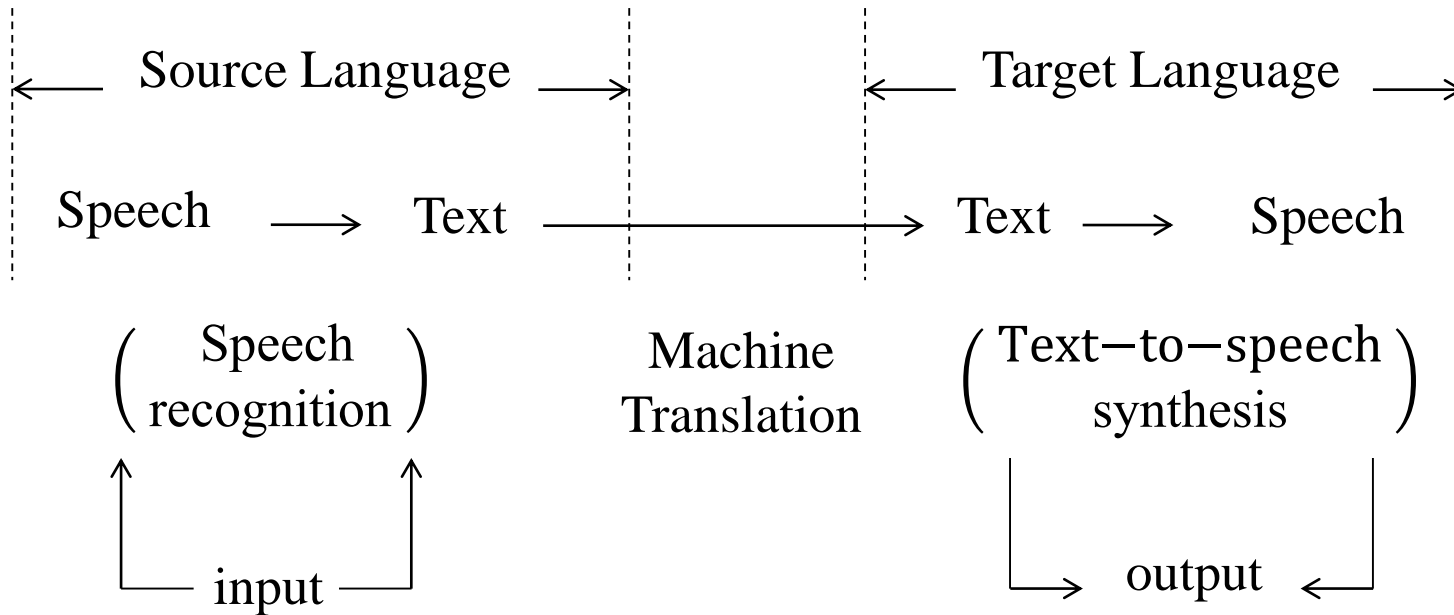 Source Language
Target Language
Speech
Text
Text
Speech
( Speech
recognition )
Machine
Translation
( Text−to−speech
synthesis )
input
output